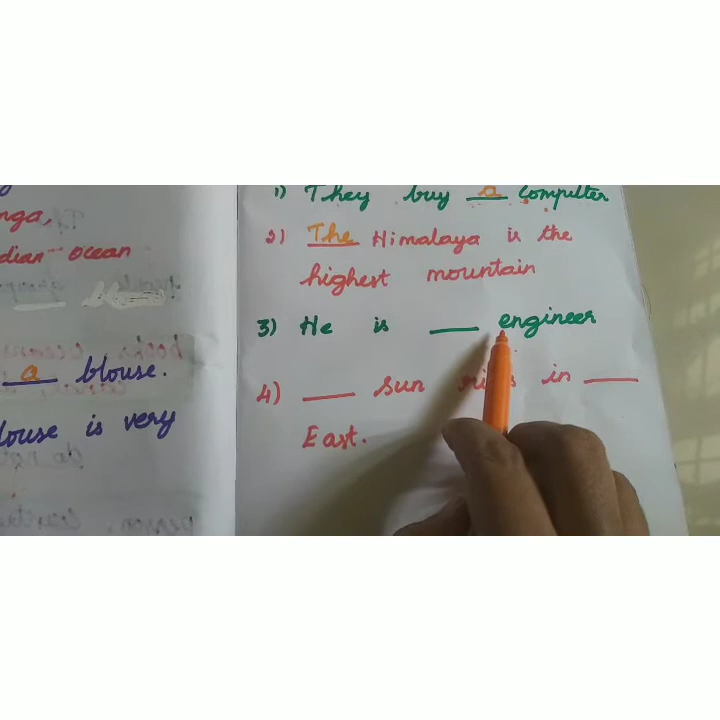 nga,
dian ocean
a blouse.
louse is very
1) They buy a computer
2) The Himalaya is the
highest mountain
3) He is ___ engineer
4) ___ sun in ___
East.